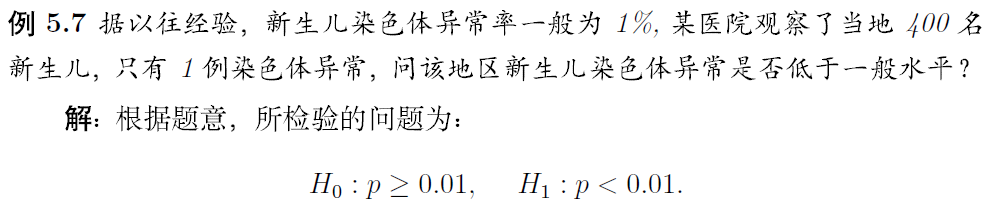 例 5.7 据以往经验, 新生儿染色体异常率一般为 1%, 某医院观察了当地 400 名
新生儿, 只有 1 例染色体异常, 问该地区新生儿染色体异常是否低于一般水平?
解: 根据题意, 所检验的问题为:
H₀ : p ≥ 0.01, H₁ : p < 0.01.